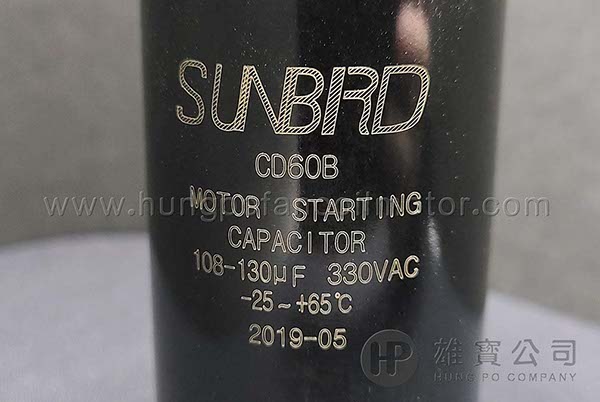 SUNBIRD
CD60B
MOTOR STARTING
CAPACITOR
108-130μF 330VAC
-25~+65℃
2019-05
HP 雄寶公司
HUNG PO COMPANY